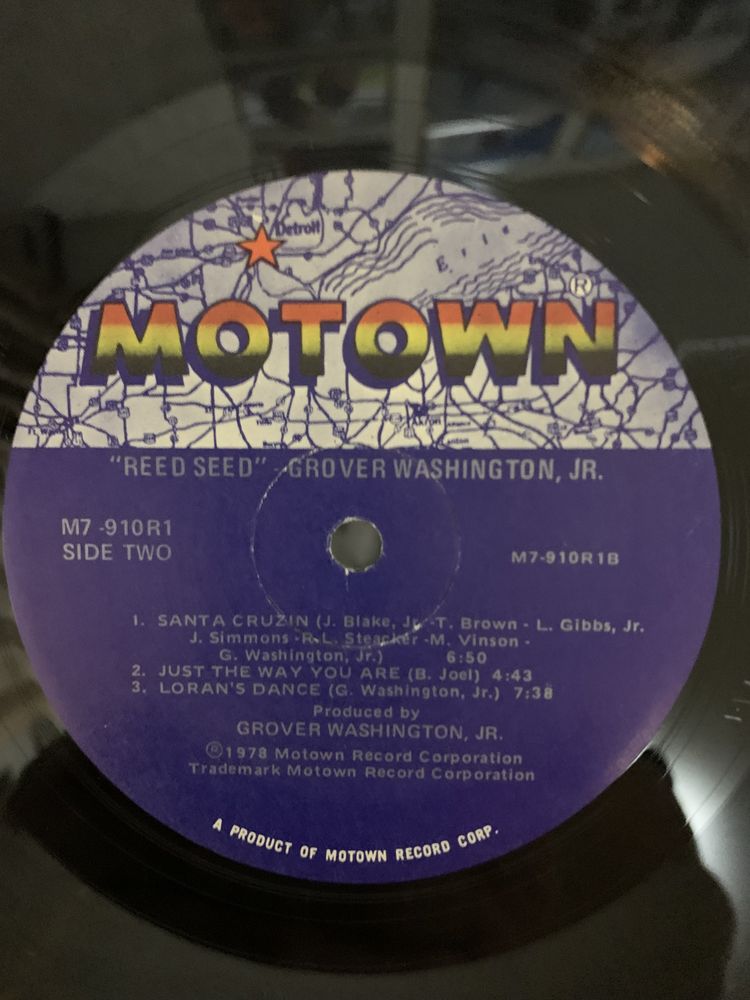 Detroit
Erie
MOTOWN®
"REED SEED" - GROVER WASHINGTON, JR.
M7 -910R1
SIDE TWO
M7-910R1B
1. SANTA CRUZIN (J. Blake, Jr. -T. Brown - L. Gibbs, Jr.
J. Simmons -R.L. Steacker -M. Vinson -
G. Washington, Jr.) 6:50
2. JUST THE WAY YOU ARE (B. Joel) 4:43
3. LORAN'S DANCE (G. Washington, Jr.) 7:38
Produced by
GROVER WASHINGTON, JR.
Ⓟ1978 Motown Record Corporation
Trademark Motown Record Corporation
A PRODUCT OF MOTOWN RECORD CORP.